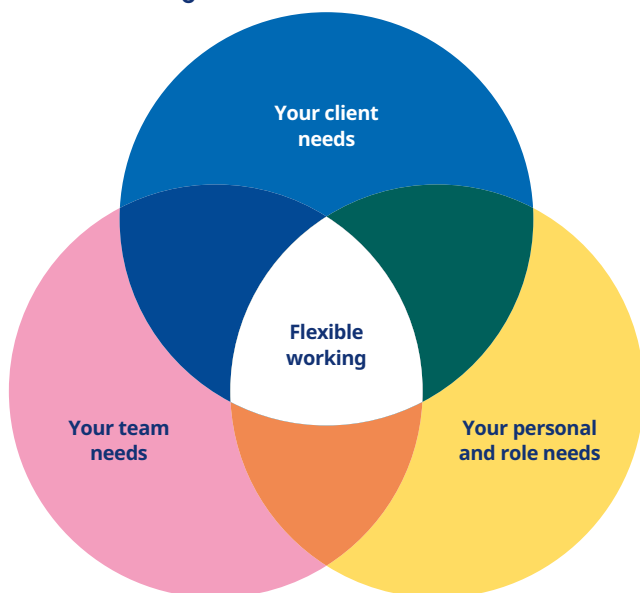 Your client
needs
Flexible
working
Your team
needs
Your personal
and role needs